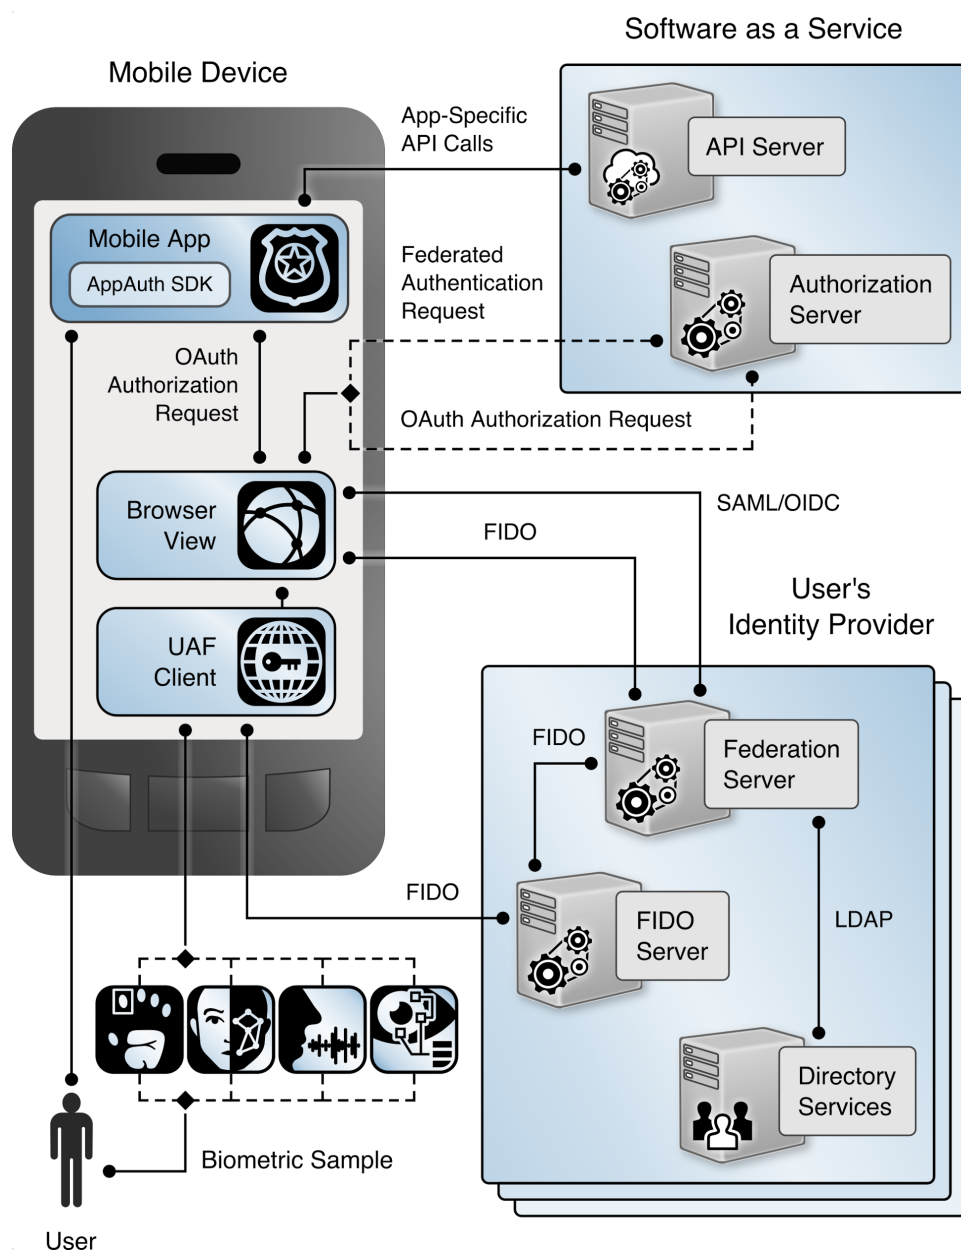 Software as a Service
Mobile Device
App-Specific
API Calls
API Server
Mobile App
AppAuth SDK
Federated
Authentication
Request
Authorization
Server
OAuth
Authorization
Request
OAuth Authorization Request
Browser
View
SAML/OIDC
FIDO
User's
Identity Provider
UAF
Client
FIDO
Federation
Server
FIDO
FIDO
Server
LDAP
Directory
Services
Biometric Sample
User